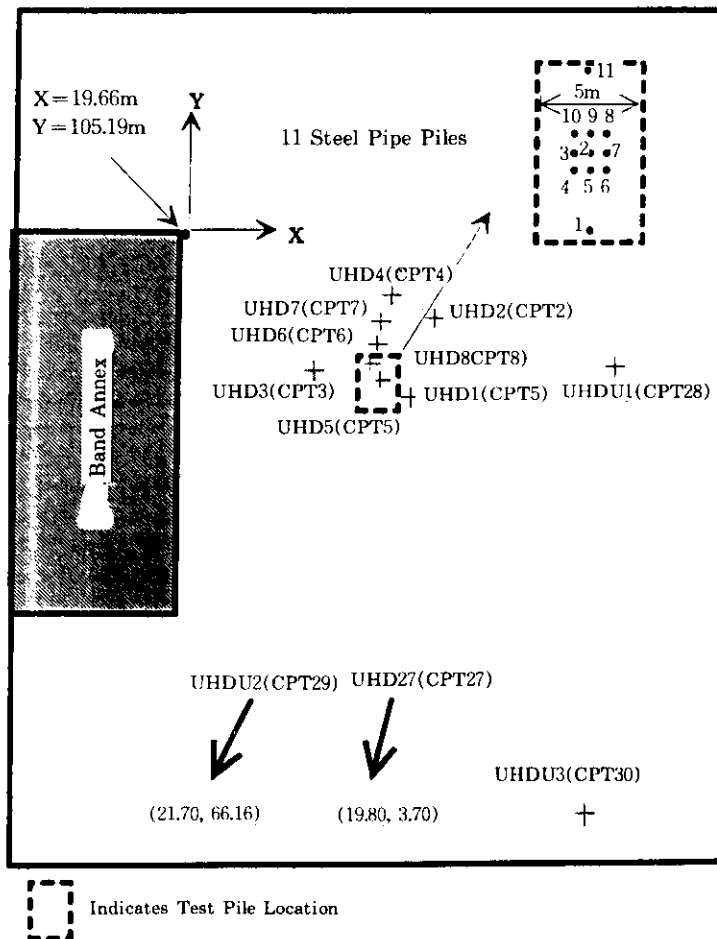 X=19.66m
Y=105.19m
Y
X
11 Steel Pipe Piles
11
5m
10 9 8
3 2 7
4 5 6
1
UHD4(CPT4)
UHD7(CPT7)
UHD2(CPT2)
UHD6(CPT6)
UHD8CPT8)
UHD3(CPT3)
UHD1(CPT5)
UHDU1(CPT28)
UHD5(CPT5)
Band Annex
UHDU2(CPT29)
UHD27(CPT27)
UHDU3(CPT30)
(21.70, 66.16)
(19.80, 3.70)
Indicates Test Pile Location